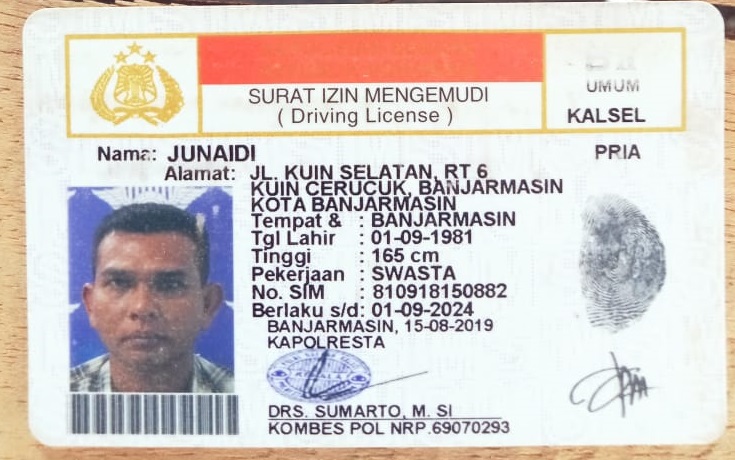 SURAT IZIN MENGEMUDI
( Driving License )
UMUM
KALSEL
Nama: JUNAIDI
PRIA
Alamat: JL. KUIN SELATAN, RT 6
KUIN CERUCUK, BANJARMASIN
KOTA BANJARMASIN
Tempat & : BANJARMASIN
Tgl Lahir : 01-09-1981
Tinggi : 165 cm
Pekerjaan : SWASTA
No. SIM : 810918150882
Berlaku s/d: 01-09-2024
BANJARMASIN, 15-08-2019
KAPOLRESTA
DRS. SUMARTO, M. SI
KOMBES POL NRP.69070293